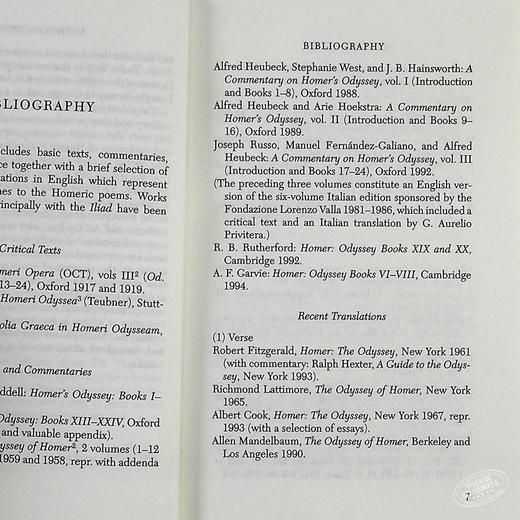 BLIOGRAPHY
cludes basic texts, commentaries,
ce together with a brief selection of
ations in English which represent
hes to the Homeric poems. Works
rincipally with the Iliad have been
Critical Texts
meri Opera (OCT), vols III² (Od.
13–24), Oxford 1917 and 1919.
Homeri Odyssea³ (Teubner), Stutt-
olia Graeca in Homeri Odysseam,
and Commentaries
ddell: Homer's Odyssey: Books I–
Odyssey: Books XIII–XXIV, Oxford
and valuable appendix).
yssey of Homer², 2 volumes (1–12
1959 and 1958, repr. with addenda
BIBLIOGRAPHY
Alfred Heubeck, Stephanie West, and J. B. Hainsworth: A
Commentary on Homer's Odyssey, vol. I (Introduction
and Books 1–8), Oxford 1988.
Alfred Heubeck and Arie Hoekstra: A Commentary on
Homer's Odyssey, vol. II (Introduction and Books 9–
16), Oxford 1989.
Joseph Russo, Manuel Fernández-Galiano, and Alfred
Heubeck: A Commentary on Homer's Odyssey, vol. III
(Introduction and Books 17–24), Oxford 1992.
(The preceding three volumes constitute an English ver-
sion of the six-volume Italian edition sponsored by the
Fondazione Lorenzo Valla 1981–1986, which included a
critical text and an Italian translation by G. Aurelio
Privitera.)
R. B. Rutherford: Homer: Odyssey Books XIX and XX,
Cambridge 1992.
A. F. Garvie: Homer: Odyssey Books VI–VIII, Cambridge
1994.
Recent Translations
(1) Verse
Robert Fitzgerald, Homer: The Odyssey, New York 1961
(with commentary: Ralph Hexter, A Guide to the Odys-
sey, New York 1993).
Richmond Lattimore, The Odyssey of Homer, New York
1965.
Albert Cook, Homer: The Odyssey, New York 1967, repr.
1993 (with a selection of essays).
Allen Mandelbaum, The Odyssey of Homer, Berkeley and
Los Angeles 1990.